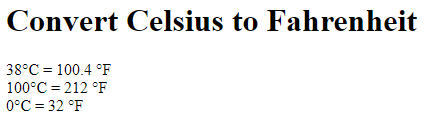 Convert Celsius to Fahrenheit
38°C = 100.4 °F
100°C = 212 °F
0°C = 32 °F